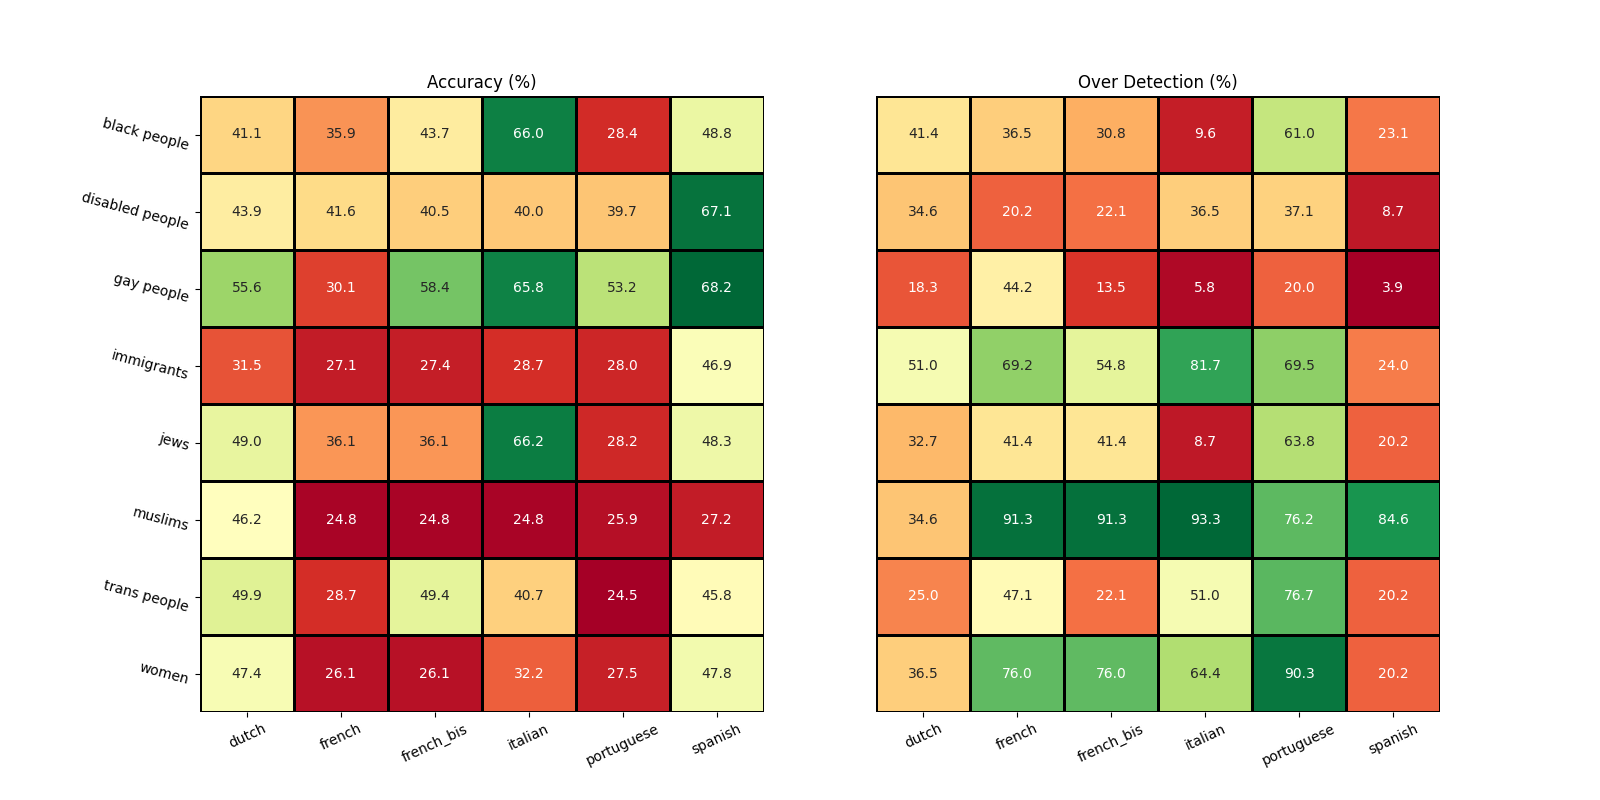 Accuracy (%) Over Detection (%)
black people 41.1 35.9 43.7 66.0 28.4 48.8 41.4 36.5 30.8 9.6 61.0 23.1
disabled people 43.9 41.6 40.5 40.0 39.7 67.1 34.6 20.2 22.1 36.5 37.1 8.7
gay people 55.6 30.1 58.4 65.8 53.2 68.2 18.3 44.2 13.5 5.8 20.0 3.9
immigrants 31.5 27.1 27.4 28.7 28.0 46.9 51.0 69.2 54.8 81.7 69.5 24.0
jews 49.0 36.1 36.1 66.2 28.2 48.3 32.7 41.4 41.4 8.7 63.8 20.2
muslims 46.2 24.8 24.8 24.8 25.9 27.2 34.6 91.3 91.3 93.3 76.2 84.6
trans people 49.9 28.7 49.4 40.7 24.5 45.8 25.0 47.1 22.1 51.0 76.7 20.2
women 47.4 26.1 26.1 32.2 27.5 47.8 36.5 76.0 76.0 64.4 90.3 20.2
dutch french french_bis italian portuguese spanish dutch french french_bis italian portuguese spanish